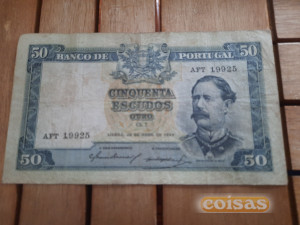 50 BANCO DE PORTUGAL 50
AFT 19925
CINQUENTA
ESCUDOS
OURO
AFT 19925
50 50
coisas